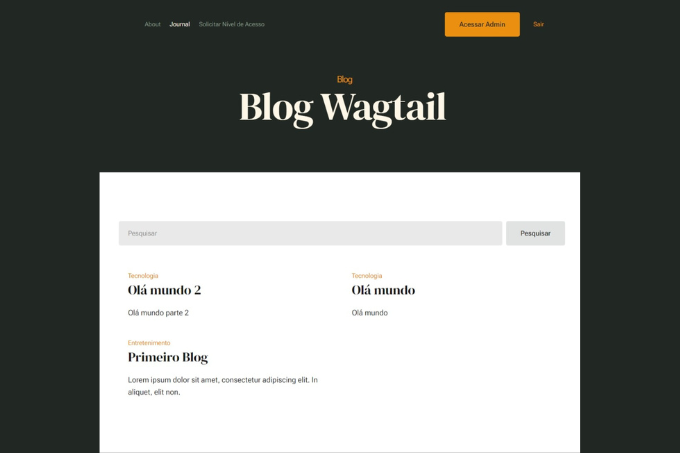 About Journal Solicitar Nível de Acesso Acessar Admin Sair
Blog
Blog Wagtail
Pesquisar Pesquisar
Tecnologia
Olá mundo 2
Olá mundo parte 2
Tecnologia
Olá mundo
Olá mundo
Entretenimento
Primeiro Blog
Lorem ipsum dolor sit amet, consectetur adipiscing elit. In
aliquet, elit non.